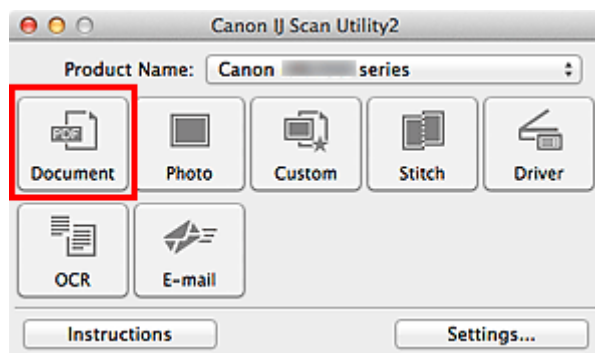 Canon IJ Scan Utility2
Product Name: Canon series
PDF
Document Photo Custom Stitch Driver
OCR E-mail
Instructions Settings...